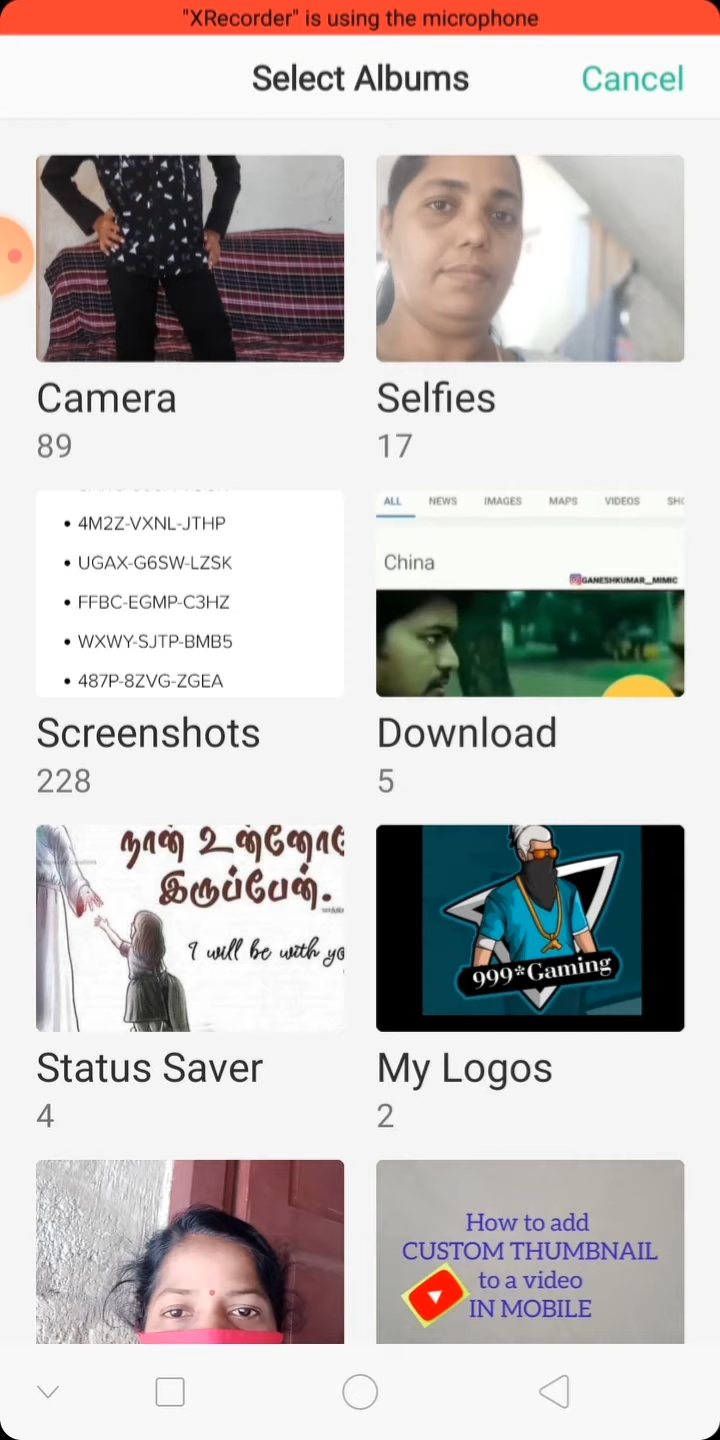 "XRecorder" is using the microphone
Select Albums
Cancel
Camera
89
Selfies
17
• 4M2Z-VXNL-JTHP
• UGAX-G6SW-LZSK
• FFBC-EGMP-C3HZ
• WXWY-SJTP-BMB5
• 487P-8ZVG-ZGEA
Screenshots
228
ALL NEWS IMAGES MAPS VIDEOS
China
GANESHKUMAR__MIMIC
Download
5
நான்
இருப்பேன்.
I will be with
Status Saver
4
999*Gaming
My Logos
2
How to add
CUSTOM THUMBNAIL
to a video
IN MOBILE